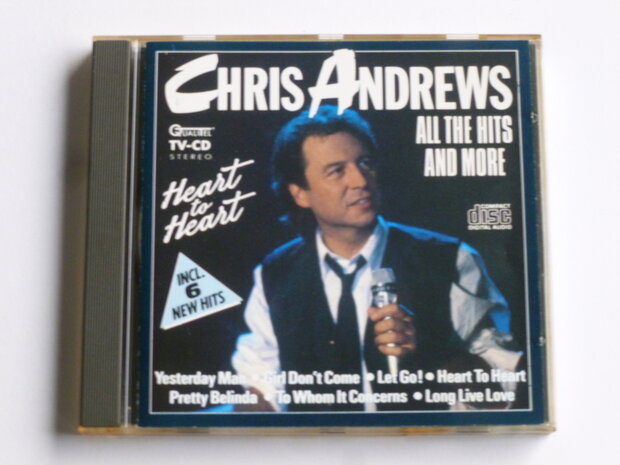 CHRIS ANDREWS
ALL THE HITS
AND MORE
EQUALIBEL
TV-CD
STEREO
Heart
to
Heart
COMPACT
disc
DIGITAL AUDIO
INCL.
6
NEW HITS
Yesterday Man • Girl Don't Come • Let Go! • Heart To Heart
Pretty Belinda • To Whom It Concerns • Long Live Love